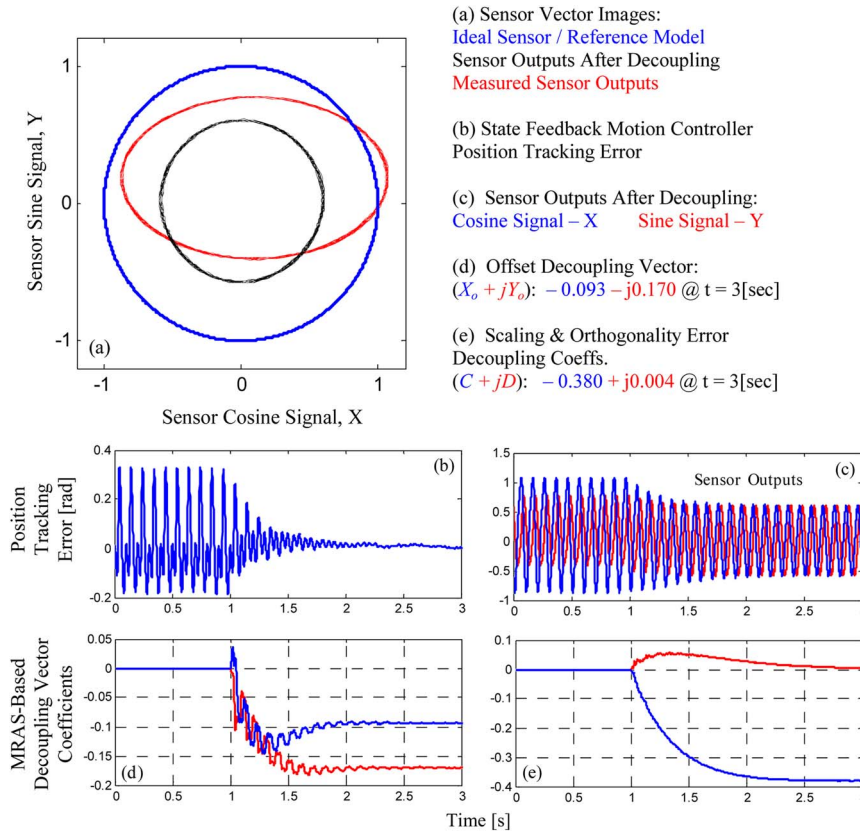 (a) Sensor Vector Images:
Ideal Sensor / Reference Model
Sensor Outputs After Decoupling
Measured Sensor Outputs
(b) State Feedback Motion Controller
Position Tracking Error
(c) Sensor Outputs After Decoupling:
Cosine Signal – X Sine Signal – Y
(d) Offset Decoupling Vector:
(Xₒ + jYₒ): – 0.093 – j0.170 @ t = 3[sec]
(e) Scaling & Orthogonality Error
Decoupling Coeffs.
(C + jD): – 0.380 + j0.004 @ t = 3[sec]
Sensor Sine Signal, Y
1
0
-1
(a)
-1 0 1
Sensor Cosine Signal, X
Position
Tracking
Error [rad]
0.4
0.2
0
-0.2
(b)
0 0.5 1 1.5 2 2.5 3
1.5
1
0.5
0
-0.5
-1
Sensor Outputs
(c)
0 0.5 1 1.5 2 2.5 3
MRAS-Based
Decoupling Vector
Coefficients
0.05
0
-0.05
-0.1
-0.15
-0.2
(d)
0 0.5 1 1.5 2 2.5 3
0.1
0
-0.1
-0.2
-0.3
-0.4
(e)
0 0.5 1 1.5 2 2.5 3
Time [s]